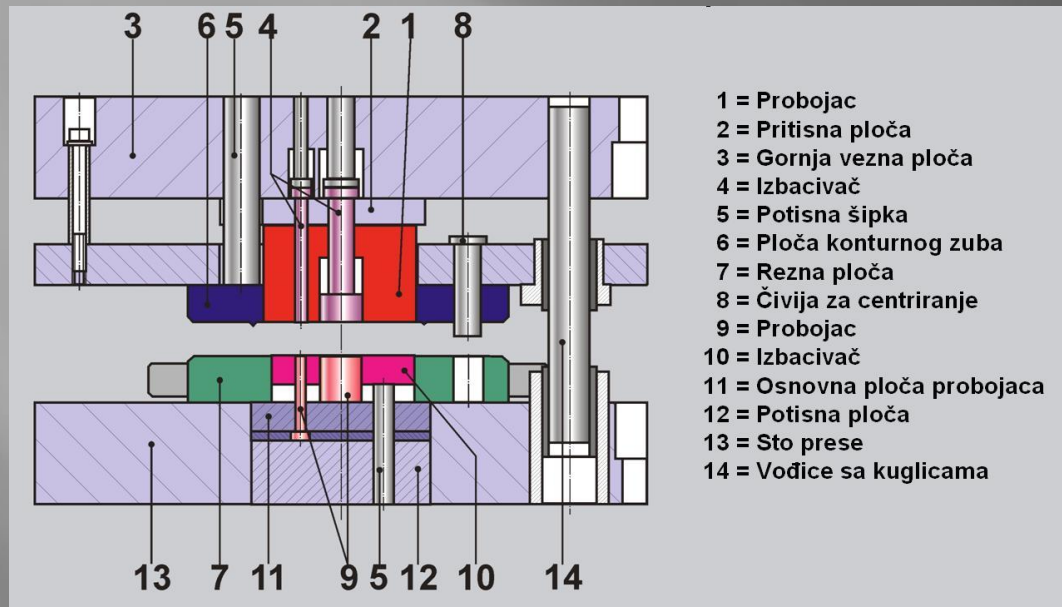 3 6 5 4 2 1 8
1 = Probojac
2 = Pritisna ploča
3 = Gornja vezna ploča
4 = Izbacivač
5 = Potisna šipka
6 = Ploča konturnog zuba
7 = Rezna ploča
8 = Čivija za centriranje
9 = Probojac
10 = Izbacivač
11 = Osnovna ploča probojaca
12 = Potisna ploča
13 = Sto prese
14 = Vođice sa kuglicama
13 7 11 9 5 12 10 14